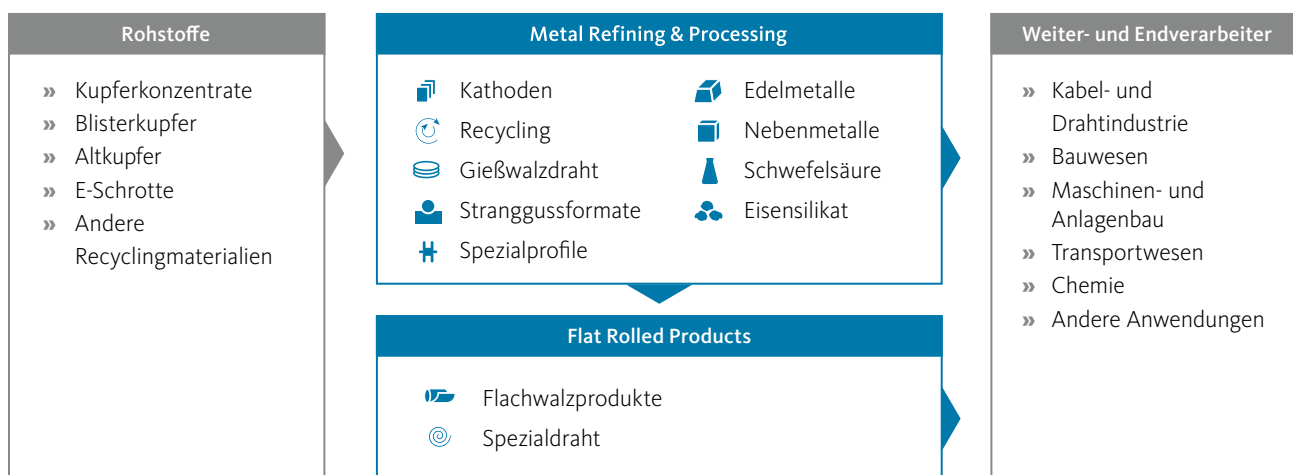 Rohstoffe
» Kupferkonzentrate
» Blisterkupfer
» Altkupfer
» E-Schrotte
» Andere
Recyclingmaterialien
Metal Refining & Processing
Kathoden
Recycling
Gießwalzdraht
Stranggussformate
Spezialprofile
Edelmetalle
Nebenmetalle
Schwefelsäure
Eisensilikat
Flat Rolled Products
Flachwalzprodukte
Spezialdraht
Weiter- und Endverarbeiter
» Kabel- und
Drahtindustrie
» Bauwesen
» Maschinen- und
Anlagenbau
» Transportwesen
» Chemie
» Andere Anwendungen